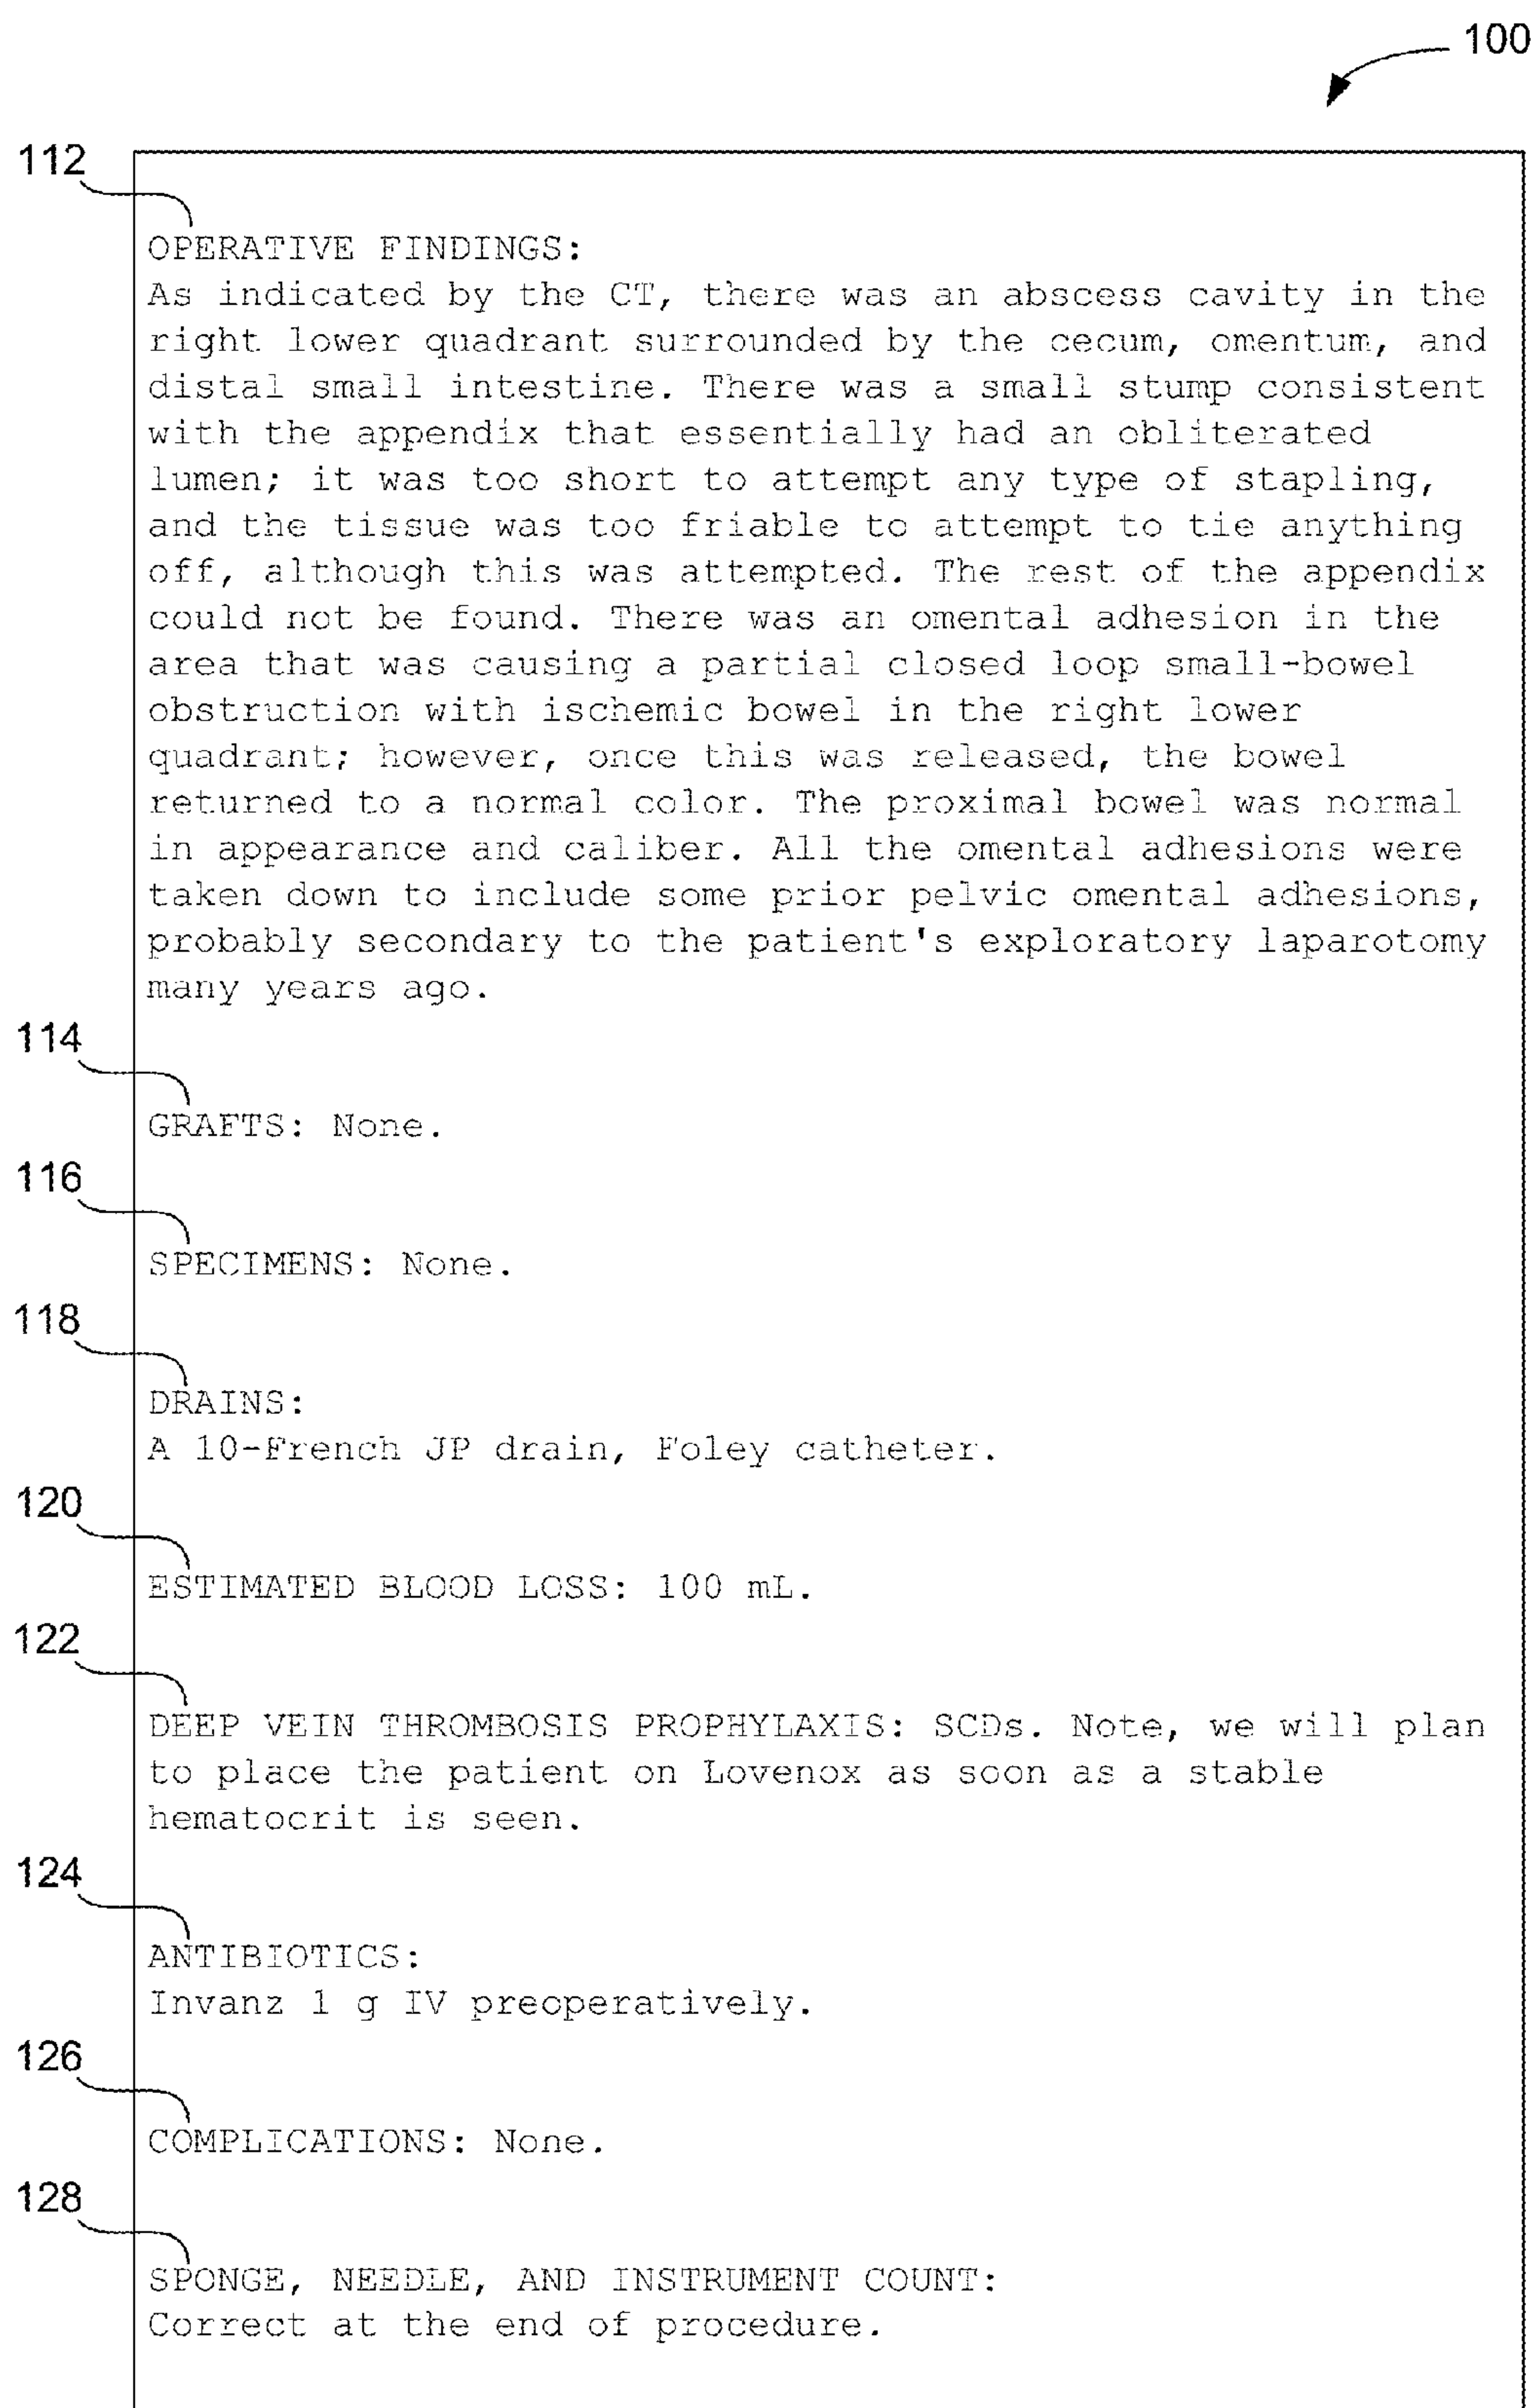 100
112
OPERATIVE FINDINGS:
As indicated by the CT, there was an abscess cavity in the
right lower quadrant surrounded by the cecum, omentum, and
distal small intestine. There was a small stump consistent
with the appendix that essentially had an obliterated
lumen; it was too short to attempt any type of stapling,
and the tissue was too friable to attempt to tie anything
off, although this was attempted. The rest of the appendix
could not be found. There was an omental adhesion in the
area that was causing a partial closed loop small-bowel
obstruction with ischemic bowel in the right lower
quadrant; however, once this was released, the bowel
returned to a normal color. The proximal bowel was normal
in appearance and caliber. All the omental adhesions were
taken down to include some prior pelvic omental adhesions,
probably secondary to the patient's exploratory laparotomy
many years ago.
114
GRAFTS: None.
116
SPECIMENS: None.
118
DRAINS:
A 10-French JP drain, Foley catheter.
120
ESTIMATED BLOOD LOSS: 100 mL.
122
DEEP VEIN THROMBOSIS PROPHYLAXIS: SCDs. Note, we will plan
to place the patient on Lovenox as soon as a stable
hematocrit is seen.
124
ANTIBIOTICS:
Invanz 1 g IV preoperatively.
126
COMPLICATIONS: None.
128
SPONGE, NEEDLE, AND INSTRUMENT COUNT:
Correct at the end of procedure.